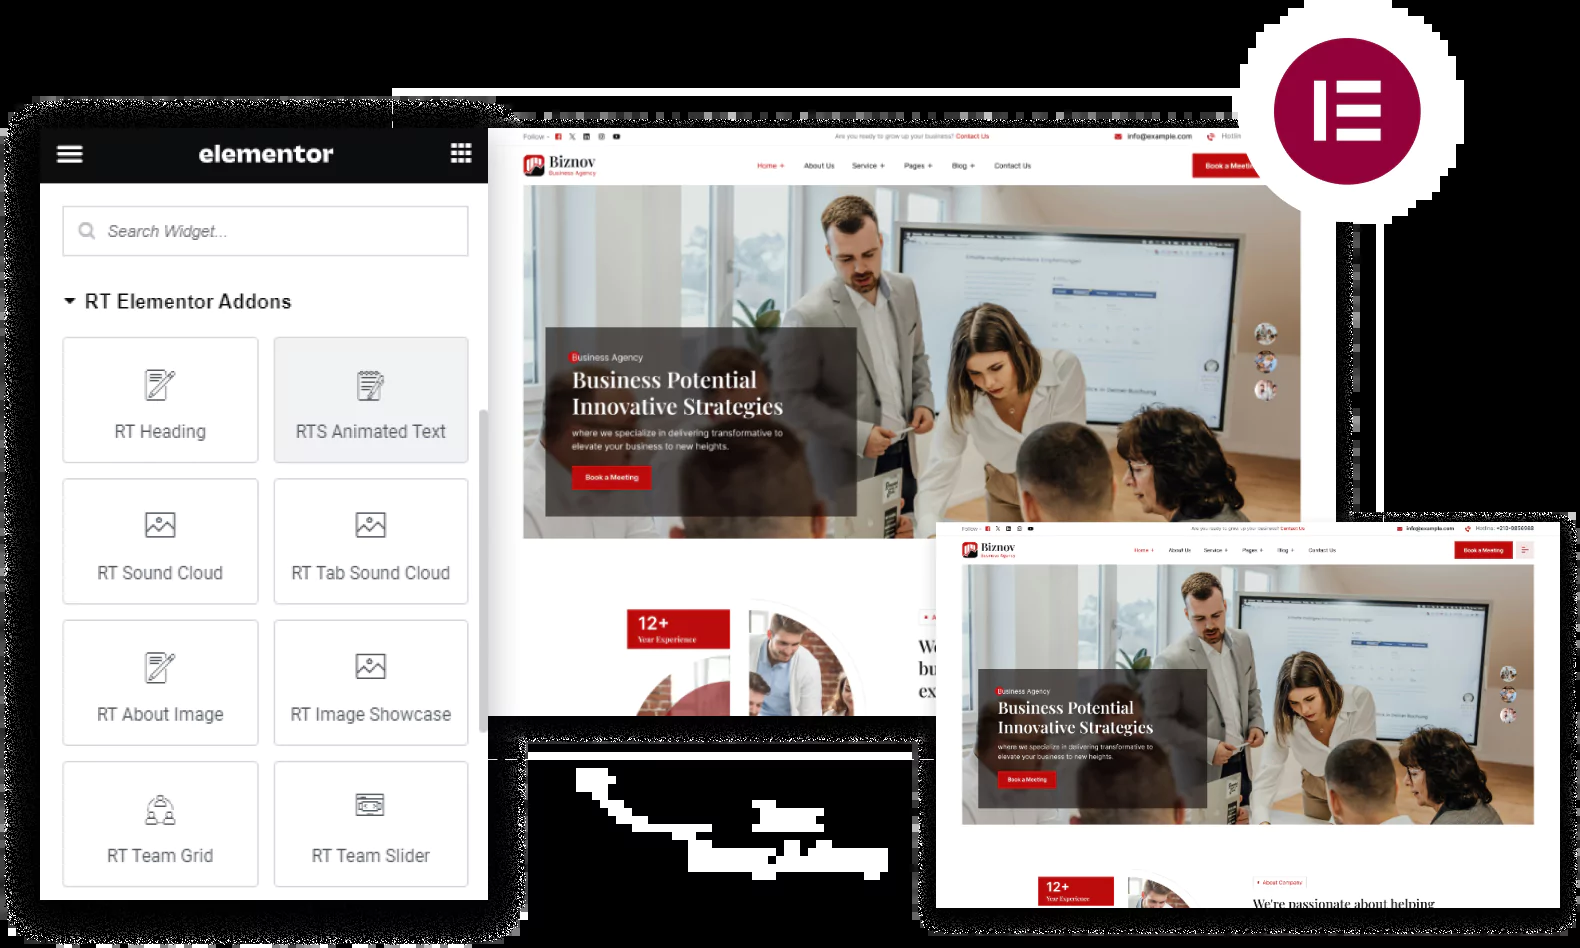 elementor
Search Widget...
RT Elementor Addons
RT Heading
RTS Animated Text
RT Sound Cloud
RT Tab Sound Cloud
RT About Image
RT Image Showcase
RT Team Grid
RT Team Slider
Follow -
Are you ready to grow up your business? Contact Us
info@example.com
Hotlin
Biznov
Business Agency
Home +
About Us
Service +
Pages +
Blog +
Contact Us
Book a Meetin
Business Agency
Business Potential
Innovative Strategies
where we specialize in delivering transformative to
elevate your business to new heights.
Book a Meeting
12+
Year Experience
We
bu
ex
Follow -
Are you ready to grow up your business? Contact Us
info@example.com
Biznov
Business Agency
Home +
About Us
Service +
Pages +
Blog +
Contact Us
Book a Meeting
Business Agency
Business Potential
Innovative Strategies
where we specialize in delivering transformative to
elevate your business to new heights.
Book a Meeting
12+
Year Experience
About Company
We're passionate about helping